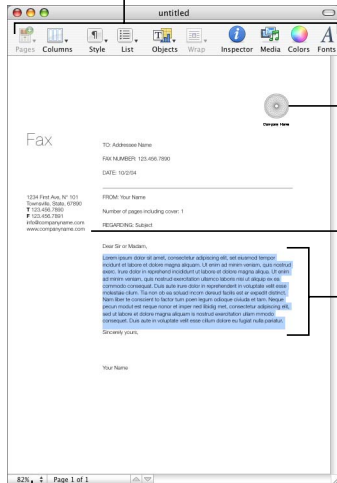 untitled
Pages Columns Style List Objects Wrap Inspector Media Colors Fonts
Company Name
Fax
TO: Addressee Name
FAX NUMBER: 123.456.7890
DATE: 10/2/04
1234 First Ave, N° 101
Townsville, State, 67890
T 123.456.7890
F 123.456.7891
info@companyname.com
www.companyname.com
FROM: Your Name
Number of pages including cover: 1
REGARDING: Subject
Dear Sir or Madam,
Lorem ipsum dolor sit amet, consectetur adipiscing elit, set eiusmod tempor
incidunt et labore et dolore magna aliquam. Ut enim ad minim veniam, quis nostrud
exerc. Irure dolor in reprehend incididunt ut labore et dolore magna aliqua. Ut enim
ad minim veniam, quis nostrud exercitation ullamco laboris nisi ut aliquip ex ea
commodo consequat. Duis aute irure dolor in reprehenderit in voluptate velit esse
molestaie cillum. Tia non ob ea soluad incom dereud facilis est er expedit distinct.
Nam liber te conscient to factor tum poen legum odioque civiuda et tam. Neque
pecun modut est neque nonor et imper ned libidig met, consectetur adipiscing elit,
sed ut labore et dolore magna aliquam is nostrud exercitation ullam mmodo
consequet. Duis aute in voluptate velit esse cillum dolore eu fugiat nulla pariatur.
Sincerely yours,
Your Name
82% Page 1 of 1